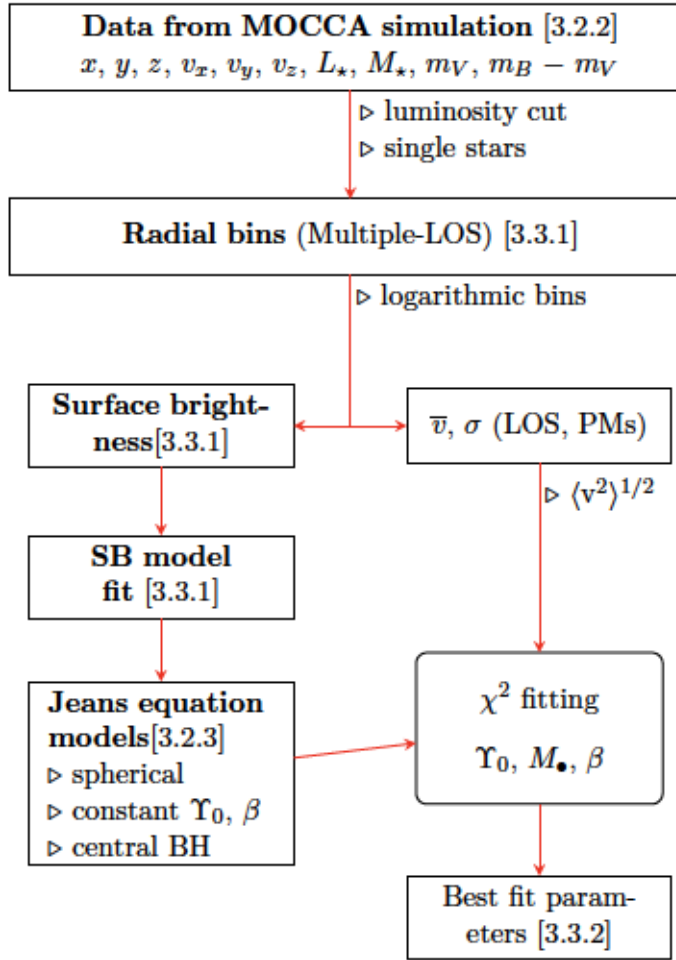 Data from MOCCA simulation [3.2.2]
x, y, z, v_x, v_y, v_z, L_⋆, M_⋆, m_V, m_B − m_V
▷ luminosity cut
▷ single stars
Radial bins (Multiple-LOS) [3.3.1]
▷ logarithmic bins
Surface bright-
ness[3.3.1]
v̅, σ (LOS, PMs)
▷ ⟨v²⟩^{1/2}
SB model
fit [3.3.1]
Jeans equation
models[3.2.3]
▷ spherical
▷ constant ϒ₀, β
▷ central BH
χ² fitting
ϒ₀, M_•, β
Best fit param-
eters [3.3.2]